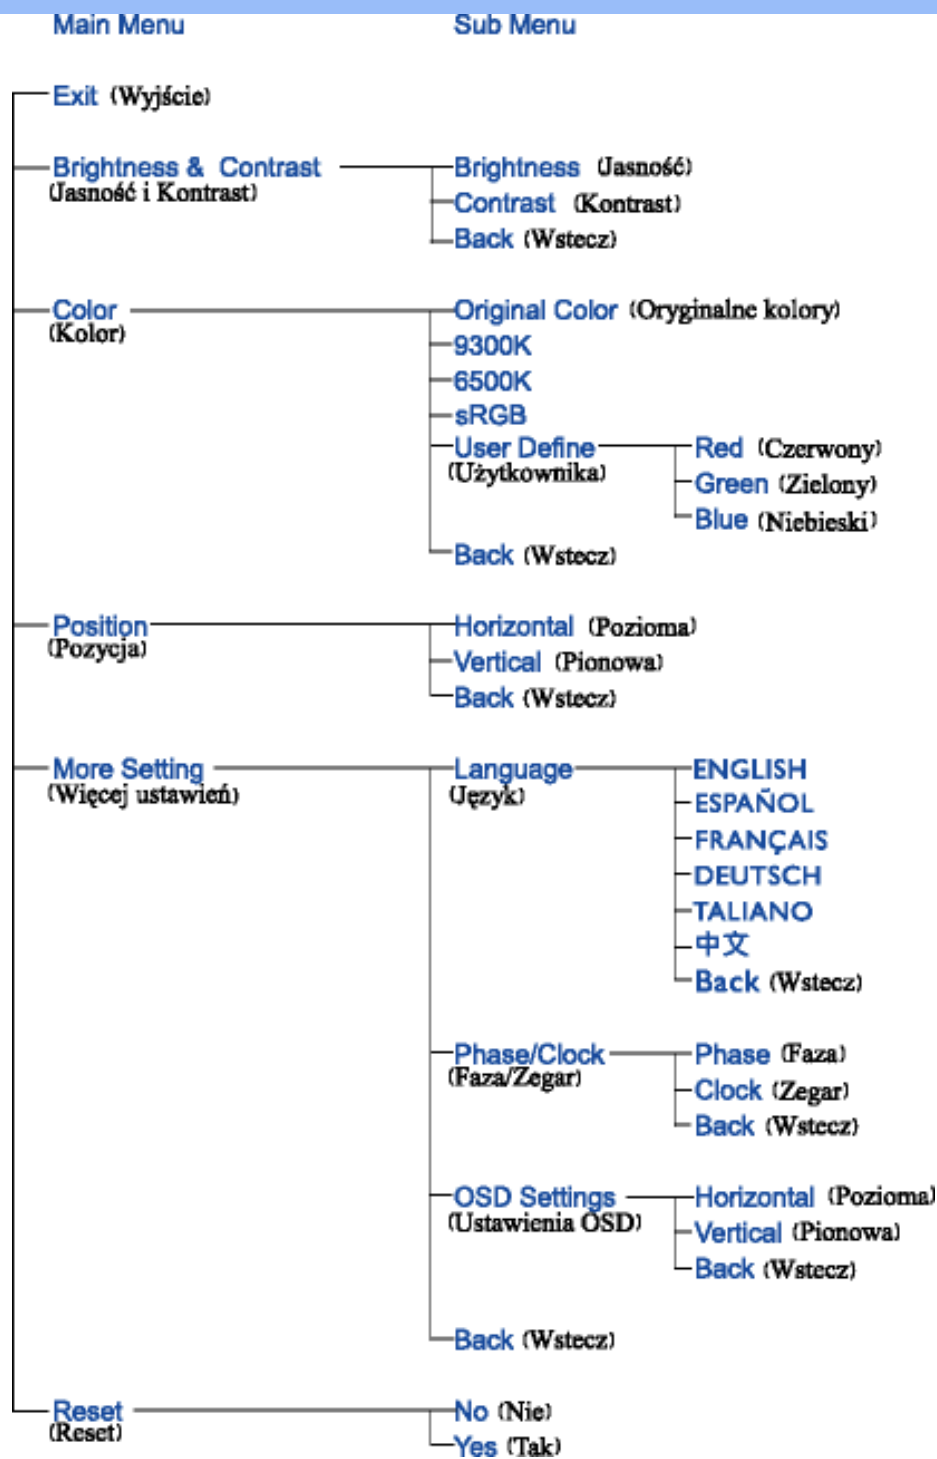 Main Menu Sub Menu
Exit (Wyjście)
Brightness & Contrast Brightness (Jasność)
(Jasność i Kontrast)
Contrast (Kontrast)
Back (Wstecz)
Color Original Color (Oryginalne kolory)
(Kolor)
9300K
6500K
sRGB
User Define Red (Czerwony)
(Użytkownika)
Green (Zielony)
Blue (Niebieski)
Back (Wstecz)
Position Horizontal (Pozioma)
(Pozycja)
Vertical (Pionowa)
Back (Wstecz)
More Setting Language ENGLISH
(Więcej ustawień) (Język)
ESPAÑOL
FRANÇAIS
DEUTSCH
TALIANO
中文
Back (Wstecz)
Phase/Clock Phase (Faza)
(Faza/Zegar)
Clock (Zegar)
Back (Wstecz)
OSD Settings Horizontal (Pozioma)
(Ustawienia OSD)
Vertical (Pionowa)
Back (Wstecz)
Back (Wstecz)
Reset No (Nie)
(Reset)
Yes (Tak)